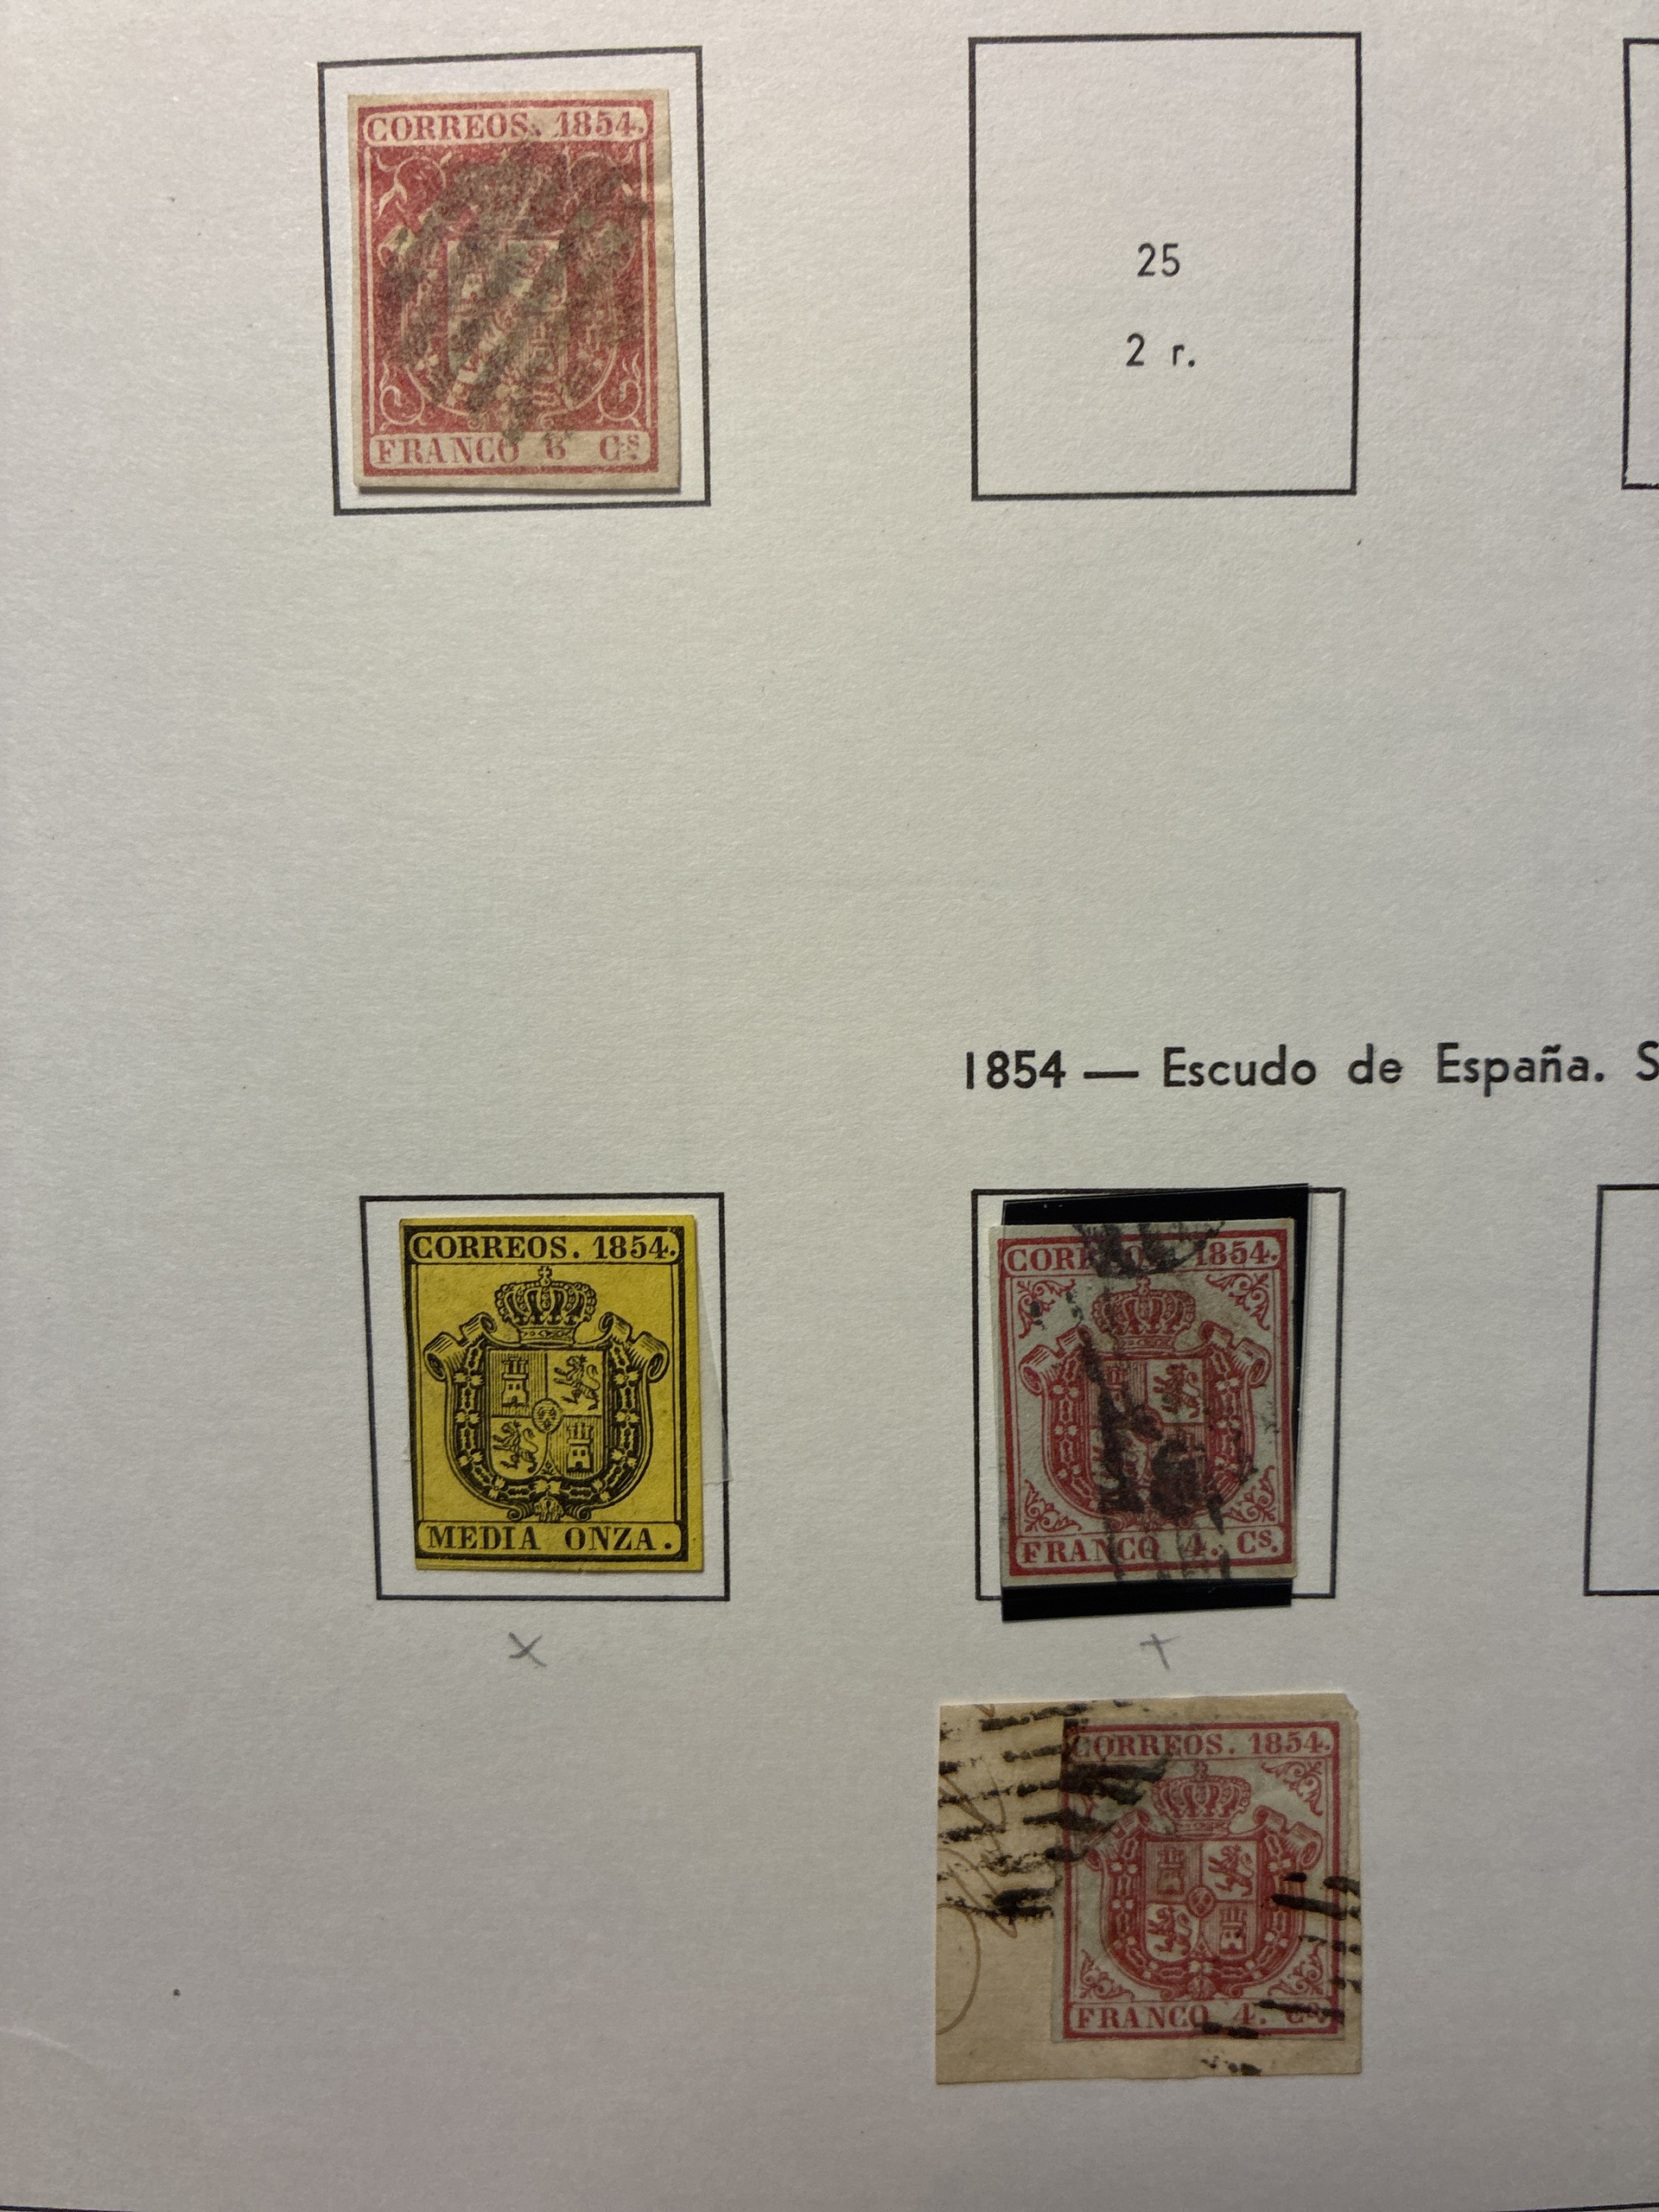 CORREOS. 1854.
FRANCO 6 Cs.
25
2 r.
1854 — Escudo de España. S
CORREOS. 1854.
MEDIA ONZA.
CORREOS. 1854.
FRANCO 4. Cs.
x
+
CORREOS. 1854.
FRANCO 4. Cs.